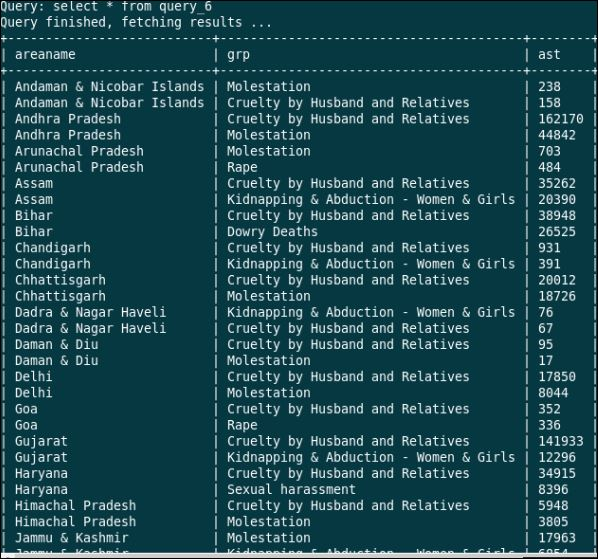 Query: select * from query_6
Query finished, fetching results ...
+---------------------------+----------------------------------------+--------+
| areaname | grp | ast |
+---------------------------+----------------------------------------+--------+
| Andaman & Nicobar Islands | Molestation | 238
| Andaman & Nicobar Islands | Cruelty by Husband and Relatives | 158
| Andhra Pradesh | Cruelty by Husband and Relatives | 162170 |
| Andhra Pradesh | Molestation | 44842
| Arunachal Pradesh | Molestation | 703
| Arunachal Pradesh | Rape | 484
| Assam | Cruelty by Husband and Relatives | 35262
| Assam | Kidnapping & Abduction - Women & Girls | 20390
| Bihar | Cruelty by Husband and Relatives | 38948
| Bihar | Dowry Deaths | 26525
| Chandigarh | Cruelty by Husband and Relatives | 931
| Chandigarh | Kidnapping & Abduction - Women & Girls | 391
| Chhattisgarh | Cruelty by Husband and Relatives | 20012
| Chhattisgarh | Molestation | 18726
| Dadra & Nagar Haveli | Kidnapping & Abduction - Women & Girls | 76
| Dadra & Nagar Haveli | Cruelty by Husband and Relatives | 67
| Daman & Diu | Cruelty by Husband and Relatives | 95
| Daman & Diu | Molestation | 17
| Delhi | Cruelty by Husband and Relatives | 17850
| Delhi | Molestation | 8044
| Goa | Cruelty by Husband and Relatives | 352
| Goa | Rape | 336
| Gujarat | Cruelty by Husband and Relatives | 141933 |
| Gujarat | Kidnapping & Abduction - Women & Girls | 12296
| Haryana | Cruelty by Husband and Relatives | 34915
| Haryana | Sexual harassment | 8396
| Himachal Pradesh | Cruelty by Husband and Relatives | 5948
| Himachal Pradesh | Molestation | 3805
| Jammu & Kashmir | Molestation | 17963
| Jammu & Kashmir | Kidnapping & Abduction - Women & Girls |